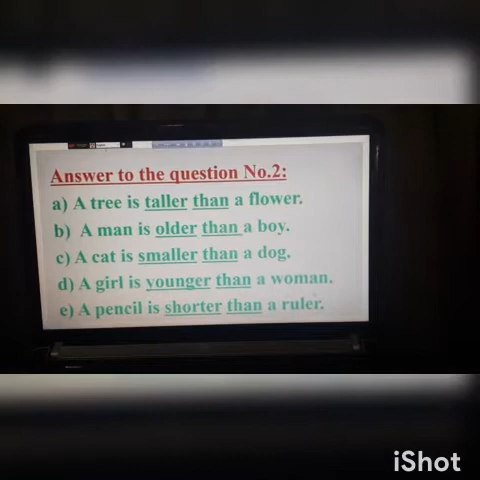 Answer to the question No.2:
a) A tree is taller than a flower.
b) A man is older than a boy.
c) A cat is smaller than a dog.
d) A girl is younger than a woman.
e) A pencil is shorter than a ruler.
iShot